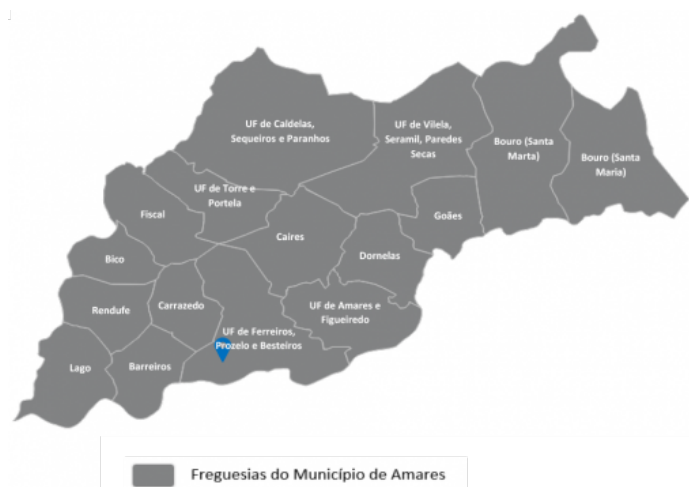 UF de Caldelas,
Sequeiros e Paranhos
UF de Vilela,
Seramil, Paredes
Secas
Bouro (Santa
Marta)
Bouro (Santa
Maria)
UF de Torre e
Portela
Fiscal
Goães
Caires
Dornelas
Bico
Rendufe
Carrazedo
UF de Amares e
Figueiredo
UF de Ferreiros,
Prozelo e Besteiros
Lago
Barreiros
Freguesias do Município de Amares